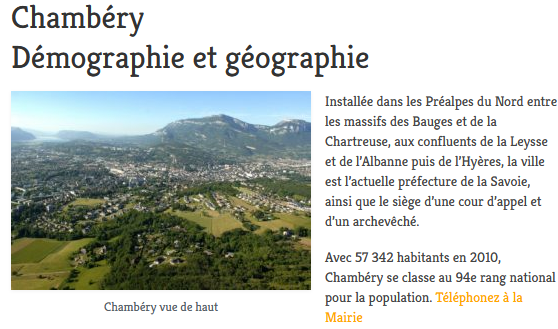 Chambéry
Démographie et géographie
Installée dans les Préalpes du Nord entre
les massifs des Bauges et de la
Chartreuse, aux confluents de la Leysse
et de l'Albanne puis de l'Hyères, la ville
est l'actuelle préfecture de la Savoie,
ainsi que le siège d'une cour d'appel et
d'un archevêché.
Avec 57 342 habitants en 2010,
Chambéry se classe au 94e rang national
pour la population. Téléphonez à la
Mairie
Chambéry vue de haut